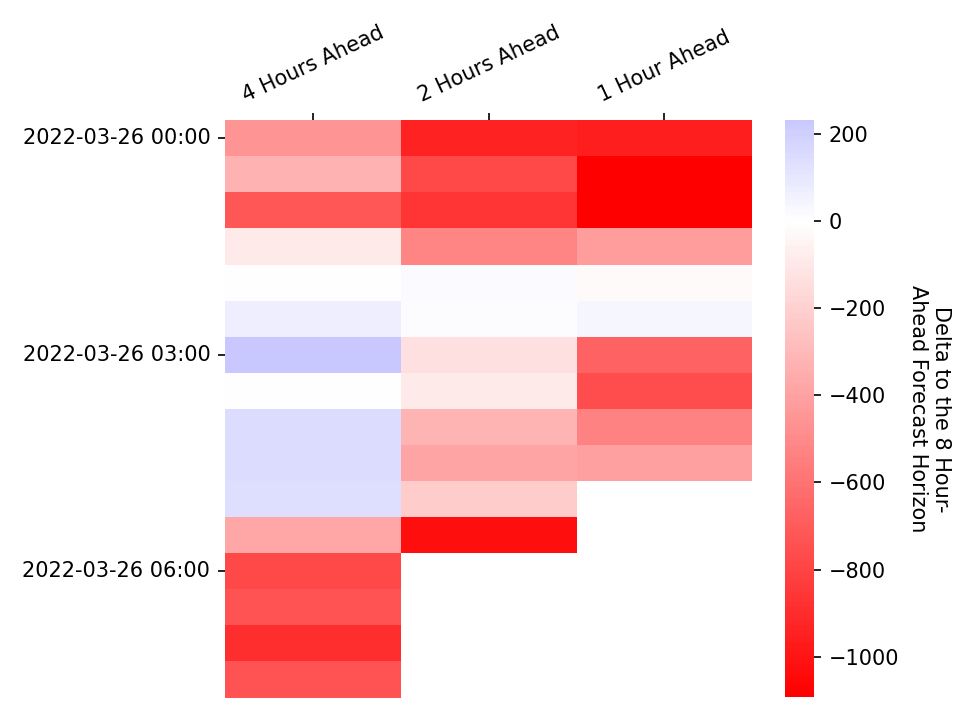 4 Hours Ahead
2 Hours Ahead
1 Hour Ahead
2022-03-26 00:00
2022-03-26 03:00
2022-03-26 06:00
200
0
−200
−400
−600
−800
−1000
Delta to the 8 Hour-
Ahead Forecast Horizon